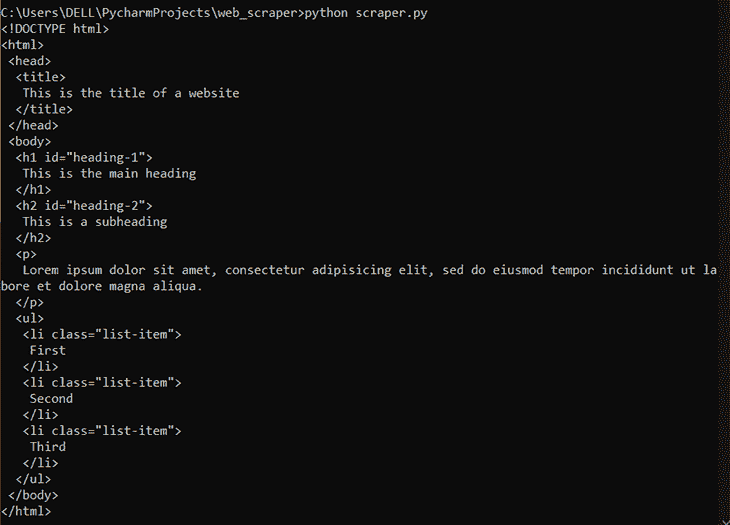 C:\Users\DELL\PycharmProjects\web_scraper>python scraper.py
<!DOCTYPE html>
<html>
 <head>
  <title>
   This is the title of a website
  </title>
 </head>
 <body>
  <h1 id="heading-1">
   This is the main heading
  </h1>
  <h2 id="heading-2">
   This is a subheading
  </h2>
  <p>
   Lorem ipsum dolor sit amet, consectetur adipisicing elit, sed do eiusmod tempor incididunt ut la
bore et dolore magna aliqua.
  </p>
  <ul>
   <li class="list-item">
    First
   </li>
   <li class="list-item">
    Second
   </li>
   <li class="list-item">
    Third
   </li>
  </ul>
 </body>
</html>